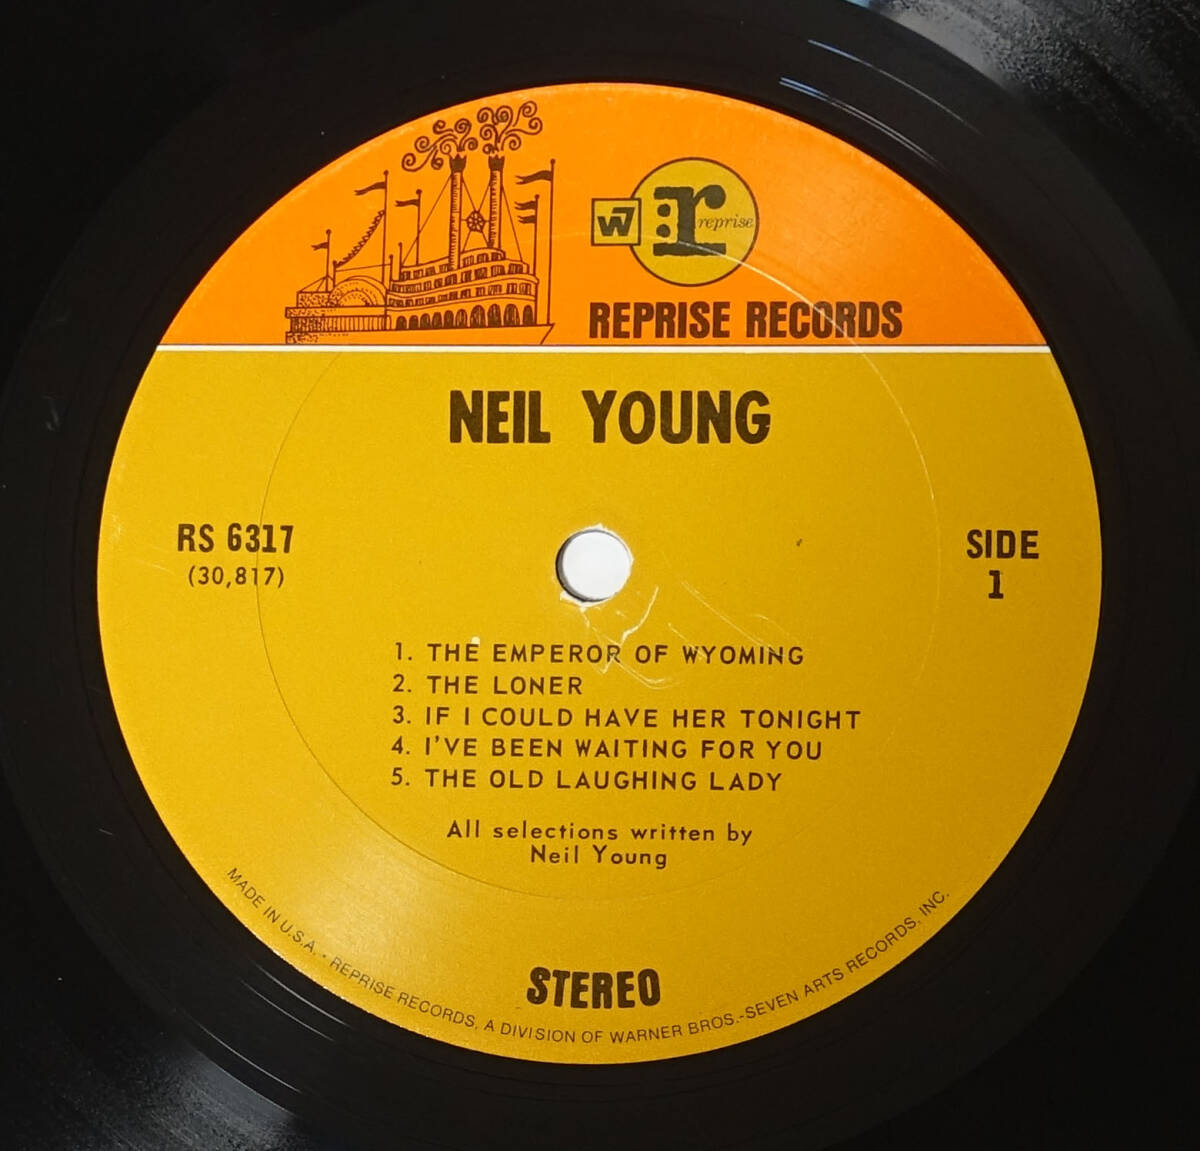 W7 r: reprise
REPRISE RECORDS
NEIL YOUNG
RS 6317
(30,817)
SIDE
1
1. THE EMPEROR OF WYOMING
2. THE LONER
3. IF I COULD HAVE HER TONIGHT
4. I'VE BEEN WAITING FOR YOU
5. THE OLD LAUGHING LADY
All selections written by
Neil Young
STEREO
MADE IN U.S.A. • REPRISE RECORDS, A DIVISION OF WARNER BROS.-SEVEN ARTS RECORDS, INC.